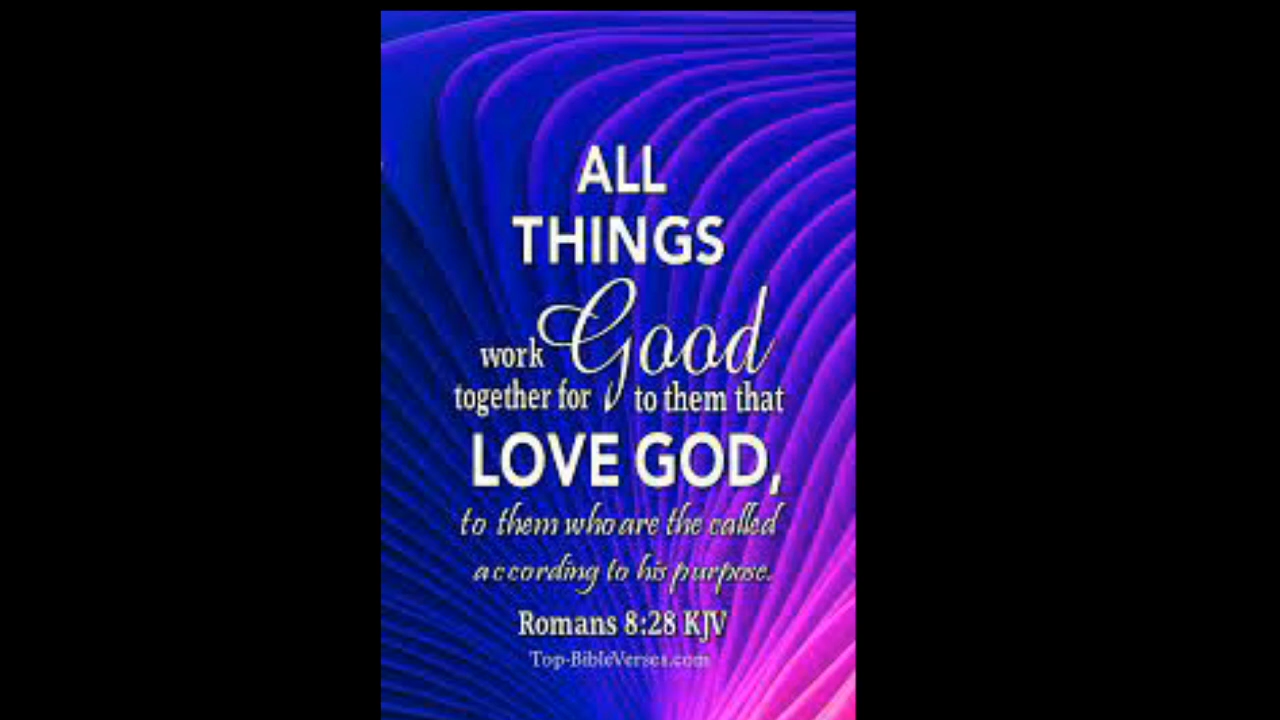 ALL
THINGS
work Good
together for to them that
LOVE GOD,
to them who are the called
according to his purpose.
Romans 8:28 KJV
Top-BibleVerses.com